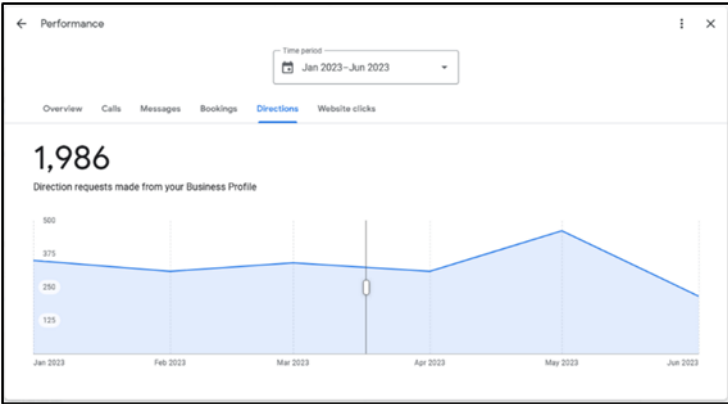 Performance
Time period
Jan 2023–Jun 2023
Overview Calls Messages Bookings Directions Website clicks
1,986
Direction requests made from your Business Profile
500
375
250
125
Jan 2023 Feb 2023 Mar 2023 Apr 2023 May 2023 Jun 2023